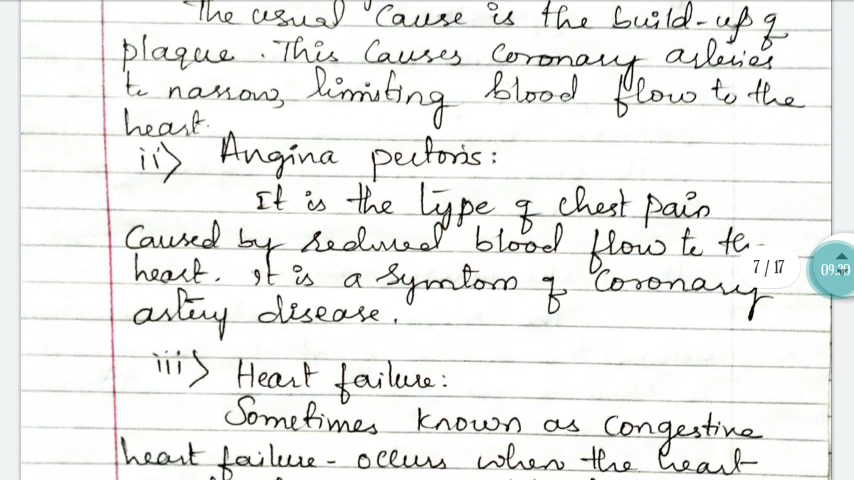 The usual cause is the build-up of
plaque. This causes coronary arteries
to narrow, limiting blood flow to the
heart.
ii> Angina pectoris:
It is the type of chest pain
caused by reduced blood flow to the
heart. It is a symtom of coronary
artery disease.
7 / 17
iii> Heart failure:
Sometimes known as congestive
heart failure - occurs when the heart